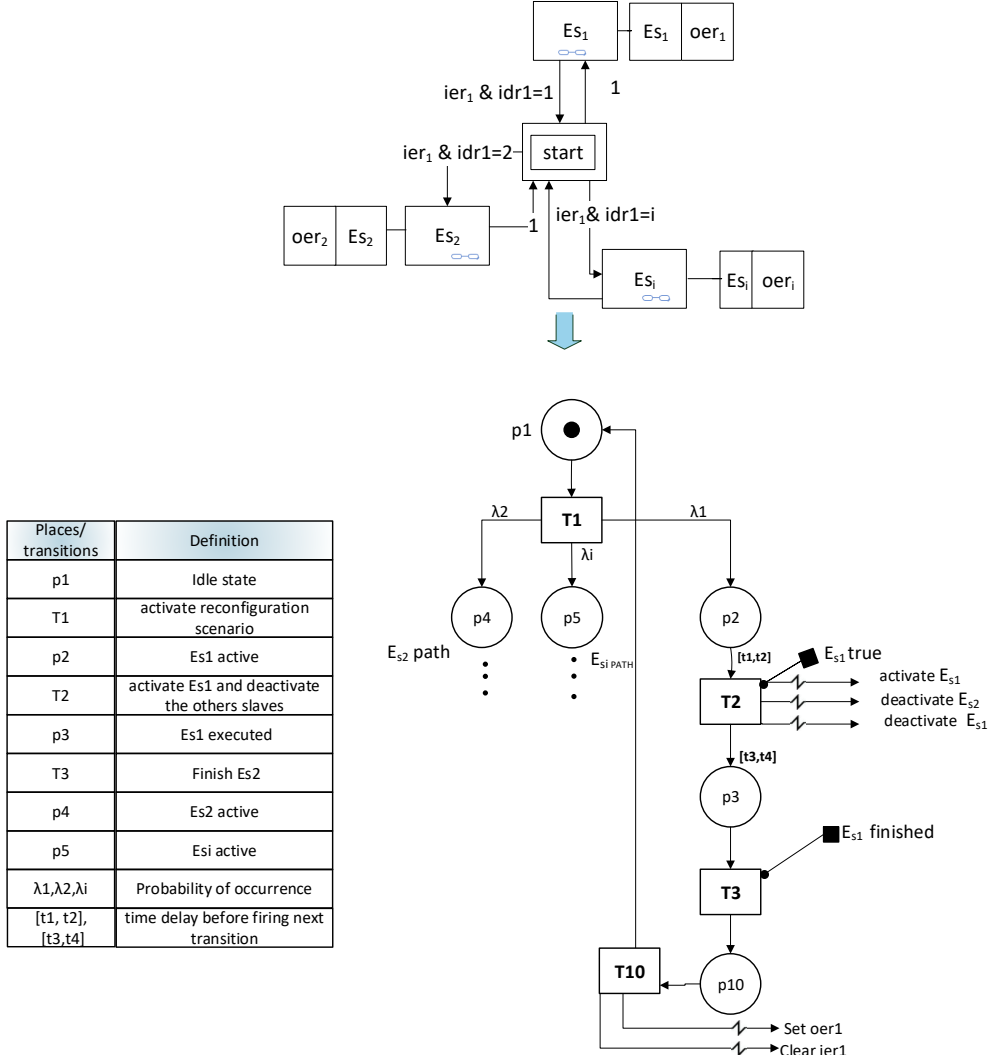 Es1
Es1
oer1
ier1 & idr1=1
1
start
ier1 & idr1=2
oer2
Es2
Es2
1
ier1& idr1=i
Esi
Esi
oeri
p1
T1
λ2
λi
λ1
p4
p5
p2
Es2 path
Esi PATH
[t1,t2]
Es1 true
T2
activate Es1
deactivate Es2
deactivate Es1
[t3,t4]
p3
Es1 finished
T3
T10
p10
Set oer1
Clear ier1
Places/
transitions
Definition
p1
Idle state
T1
activate reconfiguration
scenario
p2
Es1 active
T2
activate Es1 and deactivate
the others slaves
p3
Es1 executed
T3
Finish Es2
p4
Es2 active
p5
Esi active
λ1,λ2,λi
Probability of occurrence
[t1, t2],
[t3,t4]
time delay before firing next
transition